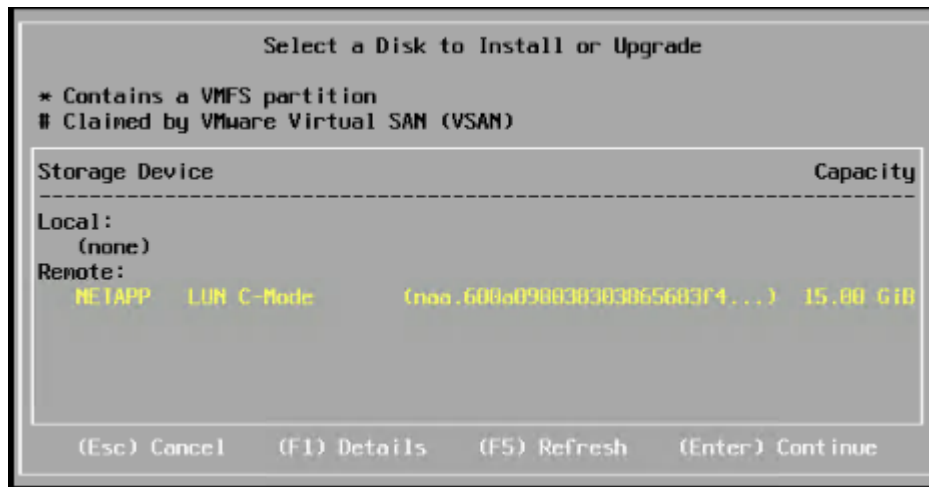 Select a Disk to Install or Upgrade
* Contains a VMFS partition
# Claimed by VMware Virtual SAN (VSAN)
Storage Device Capacity
--------------------------------------------------------------------------------
Local:
(none)
Remote:
NETAPP LUN C-Mode (naa.600a098038303865683f4...) 15.00 GiB
(Esc) Cancel (F1) Details (F5) Refresh (Enter) Continue